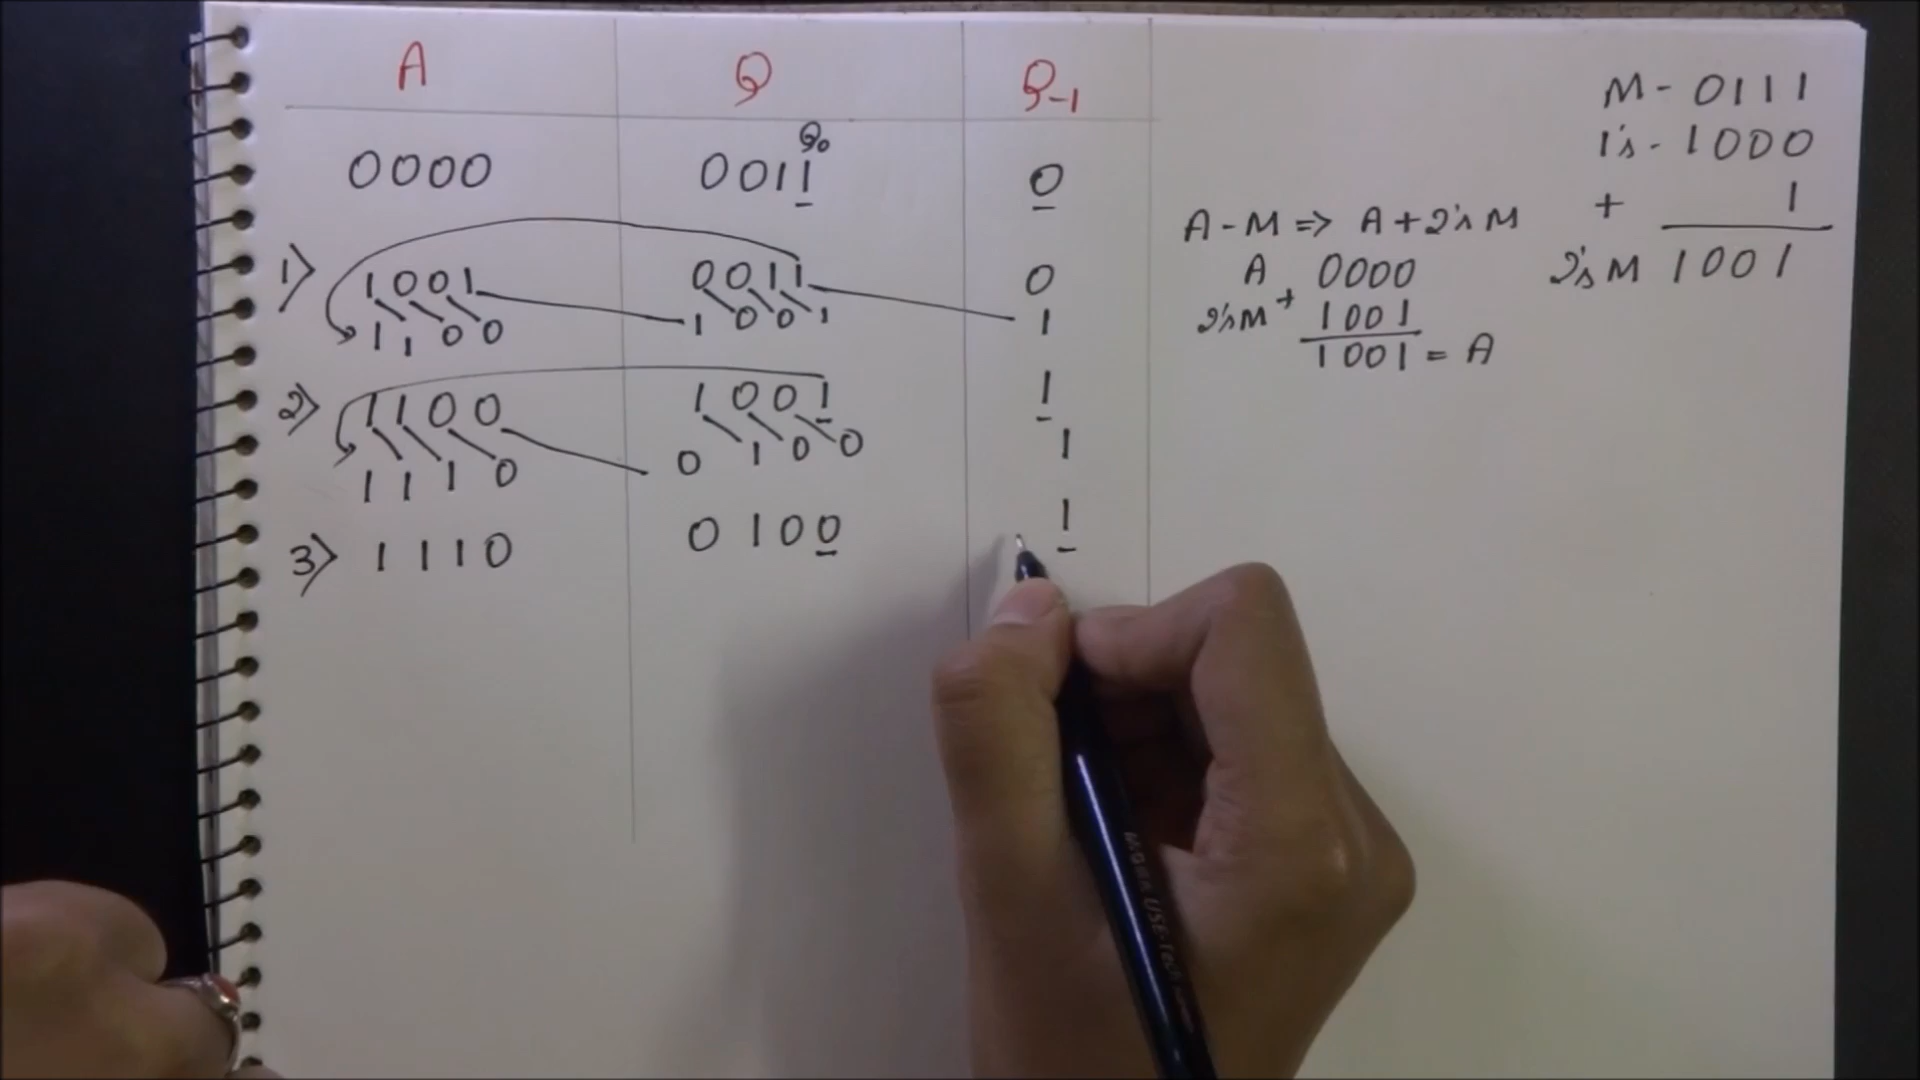 A Q Q-1
Q0
0000 0011 0
1) 1001 0011 0
1100 1001 1
2) 1100 1001 1
1110 0100 1
3) 1110 0100 1
M - 0111
1's - 1000
+ 1
2's M 1001
A - M => A + 2's M
A 0000
2's M + 1001
1001 = A